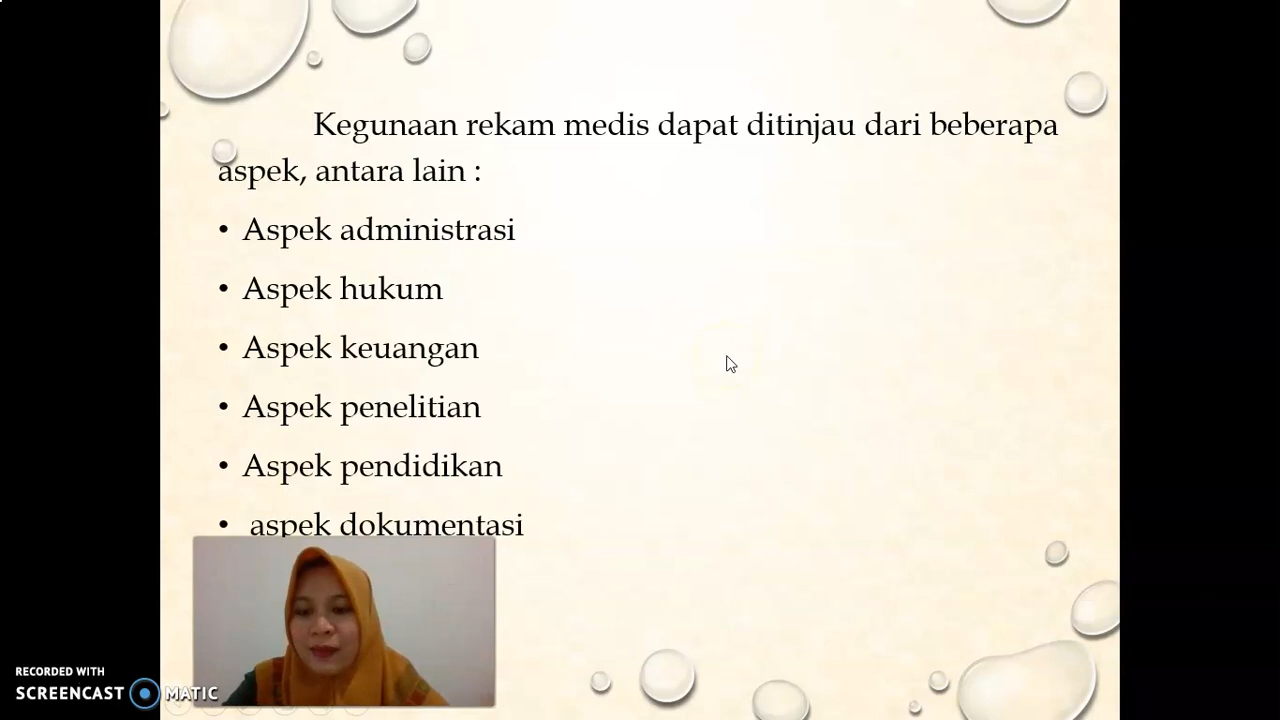 Kegunaan rekam medis dapat ditinjau dari beberapa
aspek, antara lain :
• Aspek administrasi
• Aspek hukum
• Aspek keuangan
• Aspek penelitian
• Aspek pendidikan
• aspek dokumentasi
RECORDED WITH
SCREENCAST MATIC